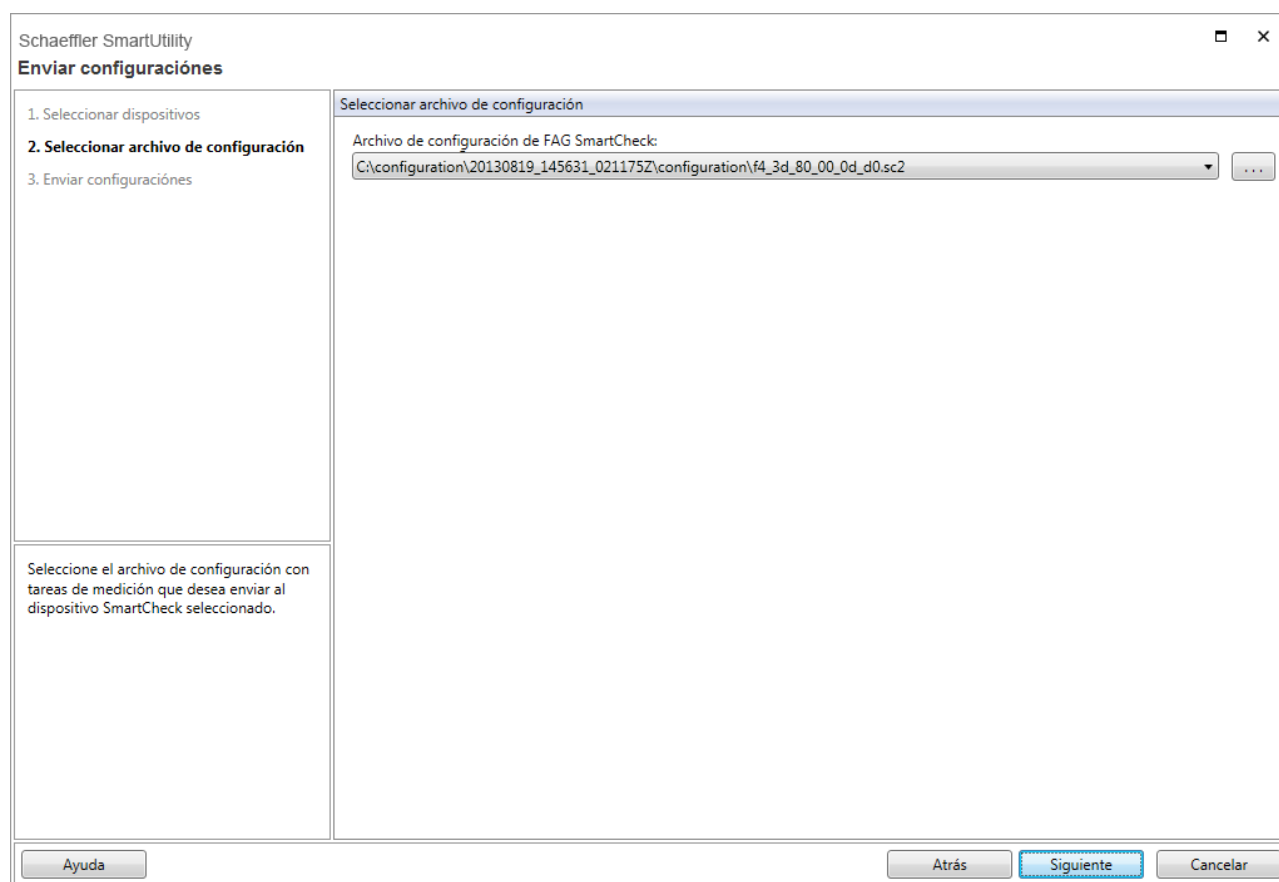 Schaeffler SmartUtility
Enviar configuraciónes
1. Seleccionar dispositivos
2. Seleccionar archivo de configuración
3. Enviar configuraciónes
Seleccione el archivo de configuración con
tareas de medición que desea enviar al
dispositivo SmartCheck seleccionado.
Seleccionar archivo de configuración
Archivo de configuración de FAG SmartCheck:
C:\configuration\20130819_145631_021175Z\configuration\f4_3d_80_00_0d_d0.sc2
...
Ayuda
Atrás
Siguiente
Cancelar